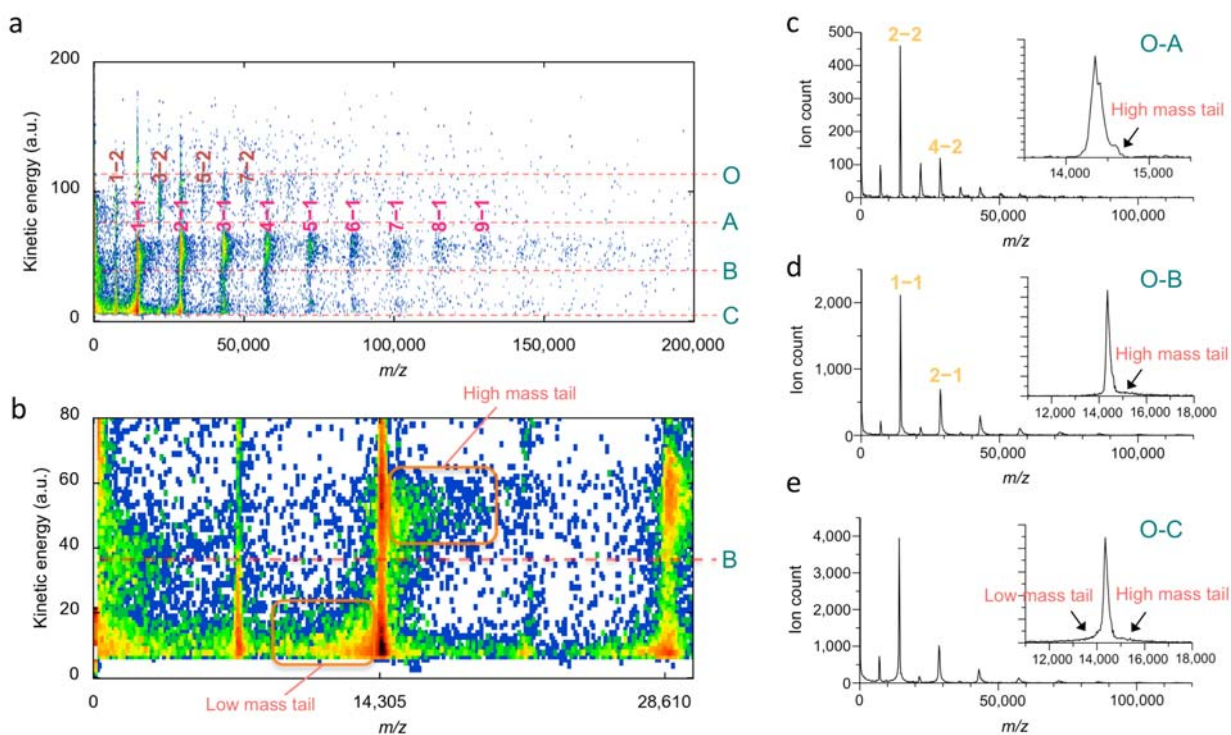 a
200
100
0
Kinetic energy (a.u.)
1−2
3−2
5−2
7−2
1−1
2−1
3−1
4−1
5−1
6−1
7−1
8−1
9−1
O
A
B
C
0
50,000
100,000
150,000
200,000
m/z
b
High mass tail
80
60
40
20
0
Kinetic energy (a.u.)
B
Low mass tail
0
14,305
28,610
m/z
c
O-A
2−2
4−2
500
400
300
200
100
0
Ion count
High mass tail
14,000
15,000
0
50,000
100,000
m/z
d
O-B
1−1
2−1
2,000
1,000
0
Ion count
High mass tail
11,000
14,000
16,000
18,000
0
50,000
100,000
m/z
e
O-C
4,000
3,000
2,000
1,000
0
Ion count
Low mass tail
High mass tail
12,000
14,000
16,000
18,000
0
50,000
100,000
m/z